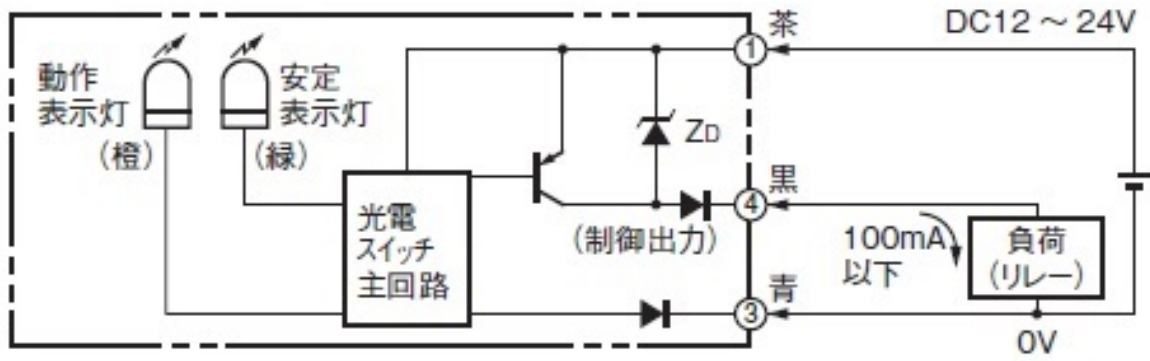 動作
表示灯
(橙)
安定
表示灯
(緑)
光電
スイッチ
主回路
ZD
(制御出力)
1
茶
4
黒
3
青
DC12 ～ 24V
100mA
以下
負荷
(リレー)
0V